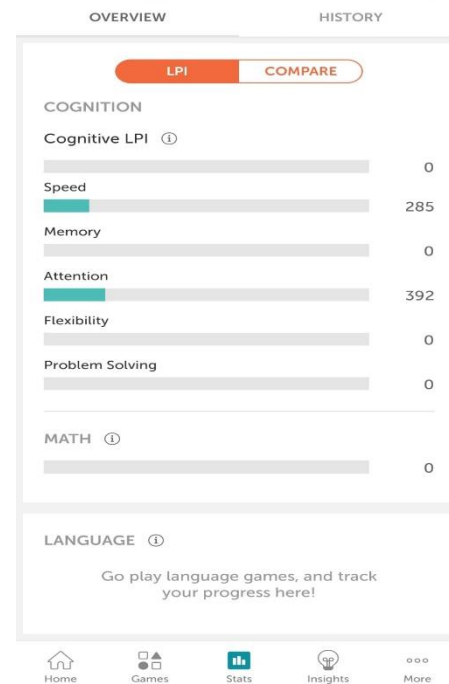 OVERVIEW HISTORY
LPI COMPARE
COGNITION
Cognitive LPI ⓘ
0
Speed
285
Memory
0
Attention
392
Flexibility
0
Problem Solving
0
MATH ⓘ
0
LANGUAGE ⓘ
Go play language games, and track
your progress here!
Home Games Stats Insights More